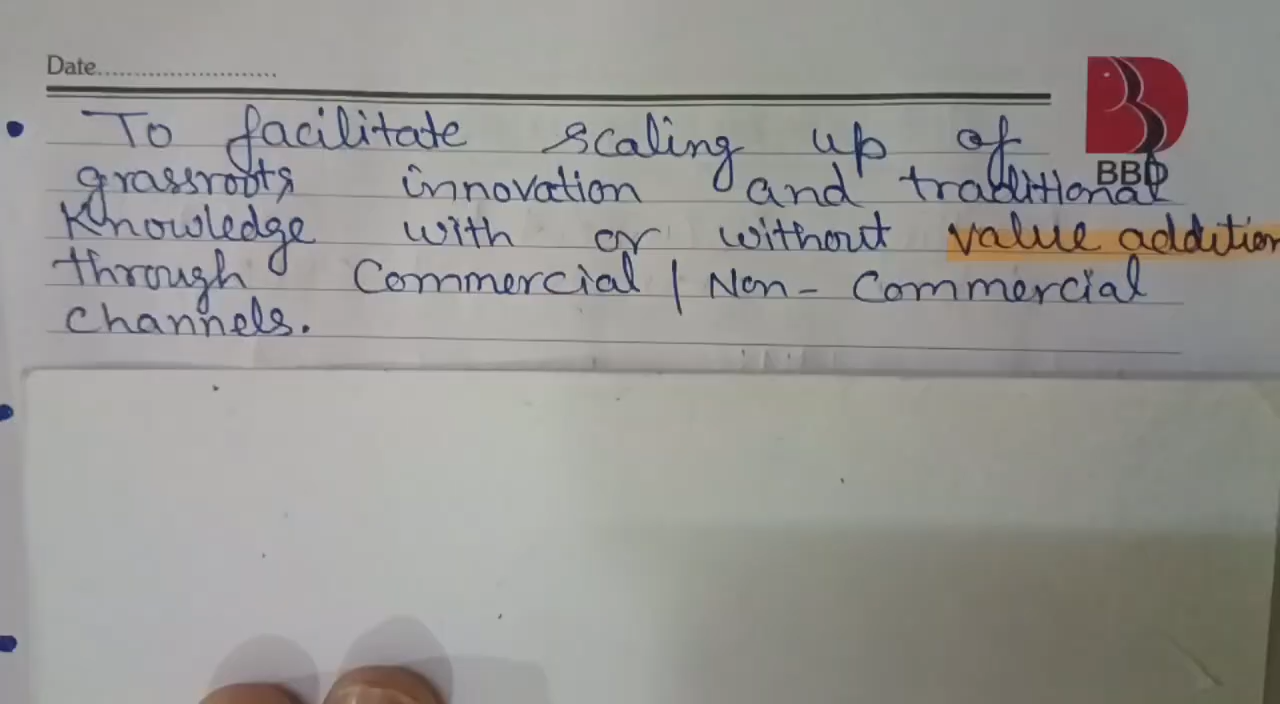 Date........................
BBD
• To facilitate scaling up of
grassroots innovation and traditional
Knowledge with or without value addition
through Commercial / Non-Commercial
channels.